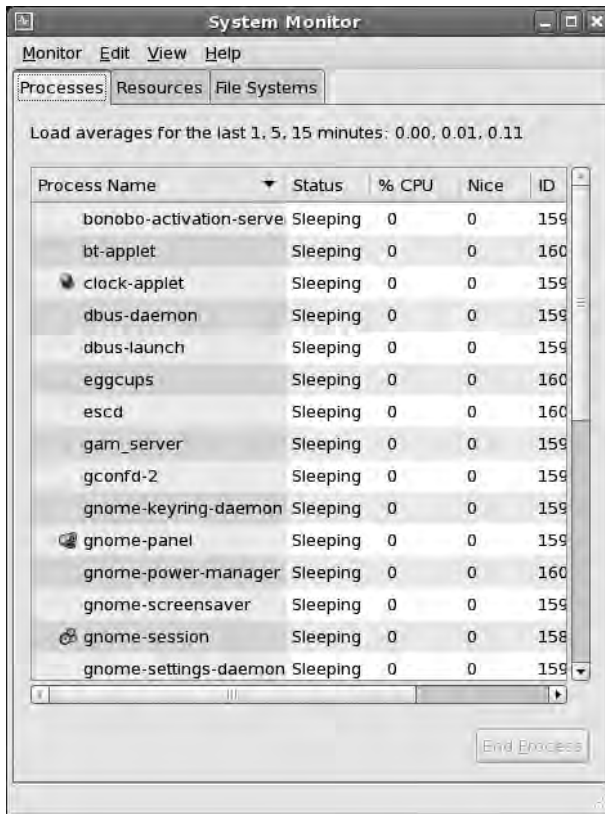 System Monitor
Monitor Edit View Help
Processes Resources File Systems
Load averages for the last 1, 5, 15 minutes: 0.00, 0.01, 0.11
Process Name Status % CPU Nice ID
bonobo-activation-serve Sleeping 0 0 159
bt-applet Sleeping 0 0 160
clock-applet Sleeping 0 0 159
dbus-daemon Sleeping 0 0 159
dbus-launch Sleeping 0 0 159
eggcups Sleeping 0 0 160
escd Sleeping 0 0 160
gam_server Sleeping 0 0 159
gconfd-2 Sleeping 0 0 159
gnome-keyring-daemon Sleeping 0 0 159
gnome-panel Sleeping 0 0 159
gnome-power-manager Sleeping 0 0 160
gnome-screensaver Sleeping 0 0 159
gnome-session Sleeping 0 0 158
gnome-settings-daemon Sleeping 0 0 159
End Process